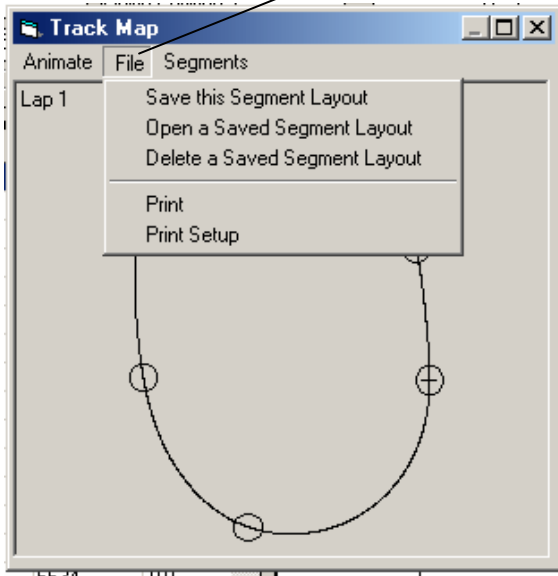 Track Map
Animate File Segments
Lap 1
Save this Segment Layout
Open a Saved Segment Layout
Delete a Saved Segment Layout
Print
Print Setup